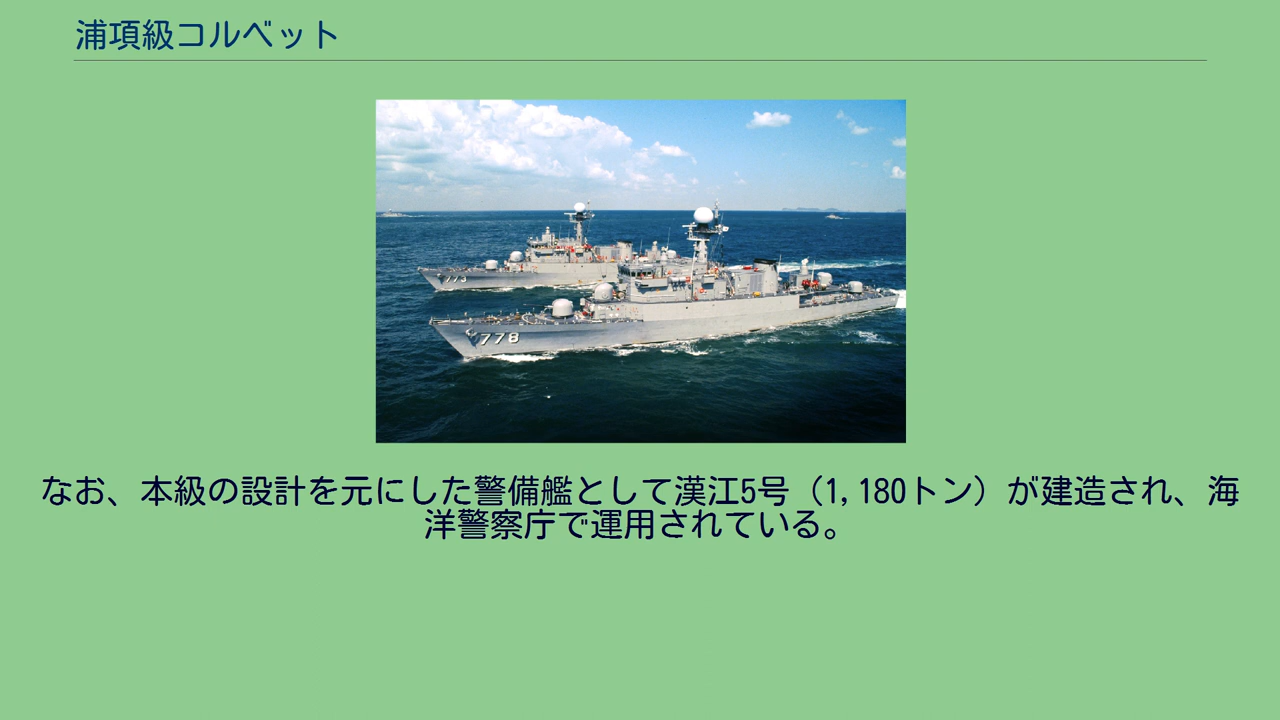 浦項級コルベット
773
778
なお、本級の設計を元にした警備艦として漢江5号（1,180トン）が建造され、海
洋警察庁で運用されている。